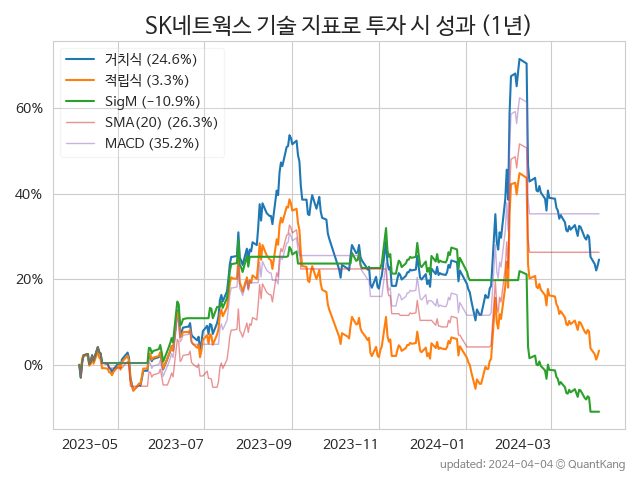 SK네트웍스 기술 지표로 투자 시 성과 (1년)
거치식 (24.6%)
적립식 (3.3%)
SigM (−10.9%)
SMA(20) (26.3%)
MACD (35.2%)
60%
40%
20%
0%
2023−05 2023−07 2023−09 2023−11 2024−01 2024−03
updated: 2024−04−04 © QuantKang